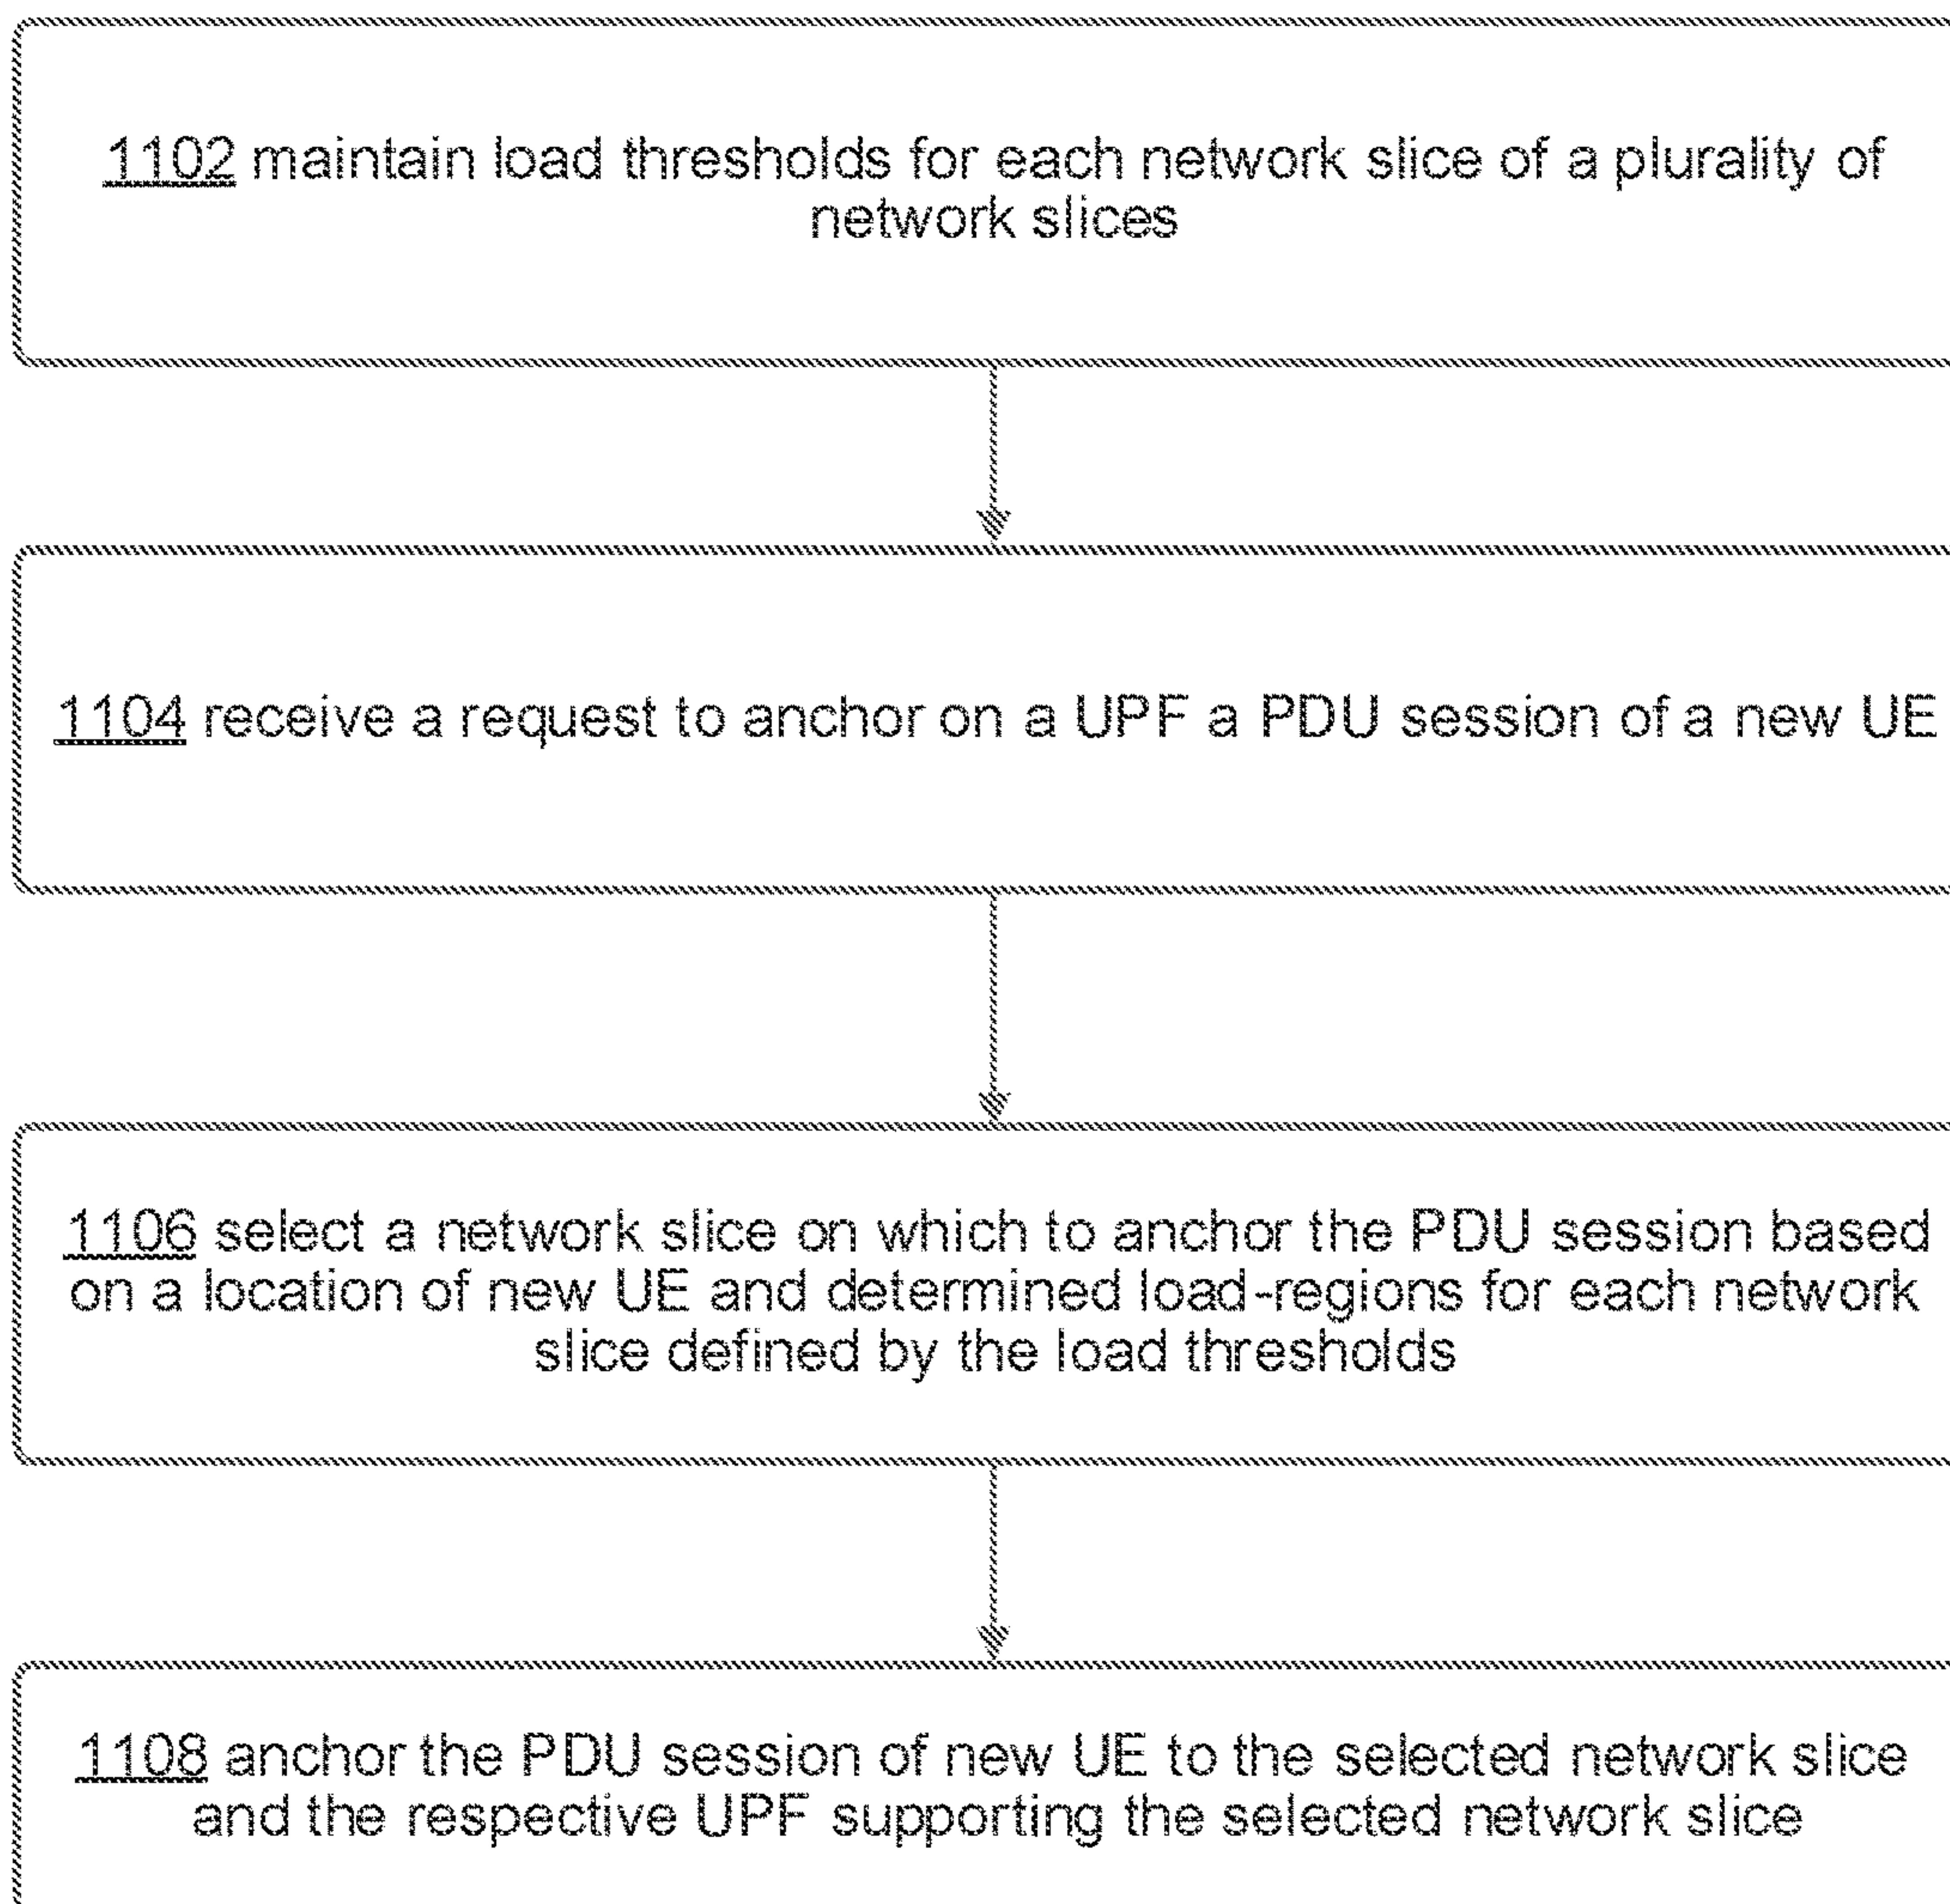 1102 maintain load thresholds for each network slice of a plurality of
network slices
1104 receive a request to anchor on a UPF a PDU session of a new UE
1106 select a network slice on which to anchor the PDU session based
on a location of new UE and determined load-regions for each network
slice defined by the load thresholds
1108 anchor the PDU session of new UE to the selected network slice
and the respective UPF supporting the selected network slice